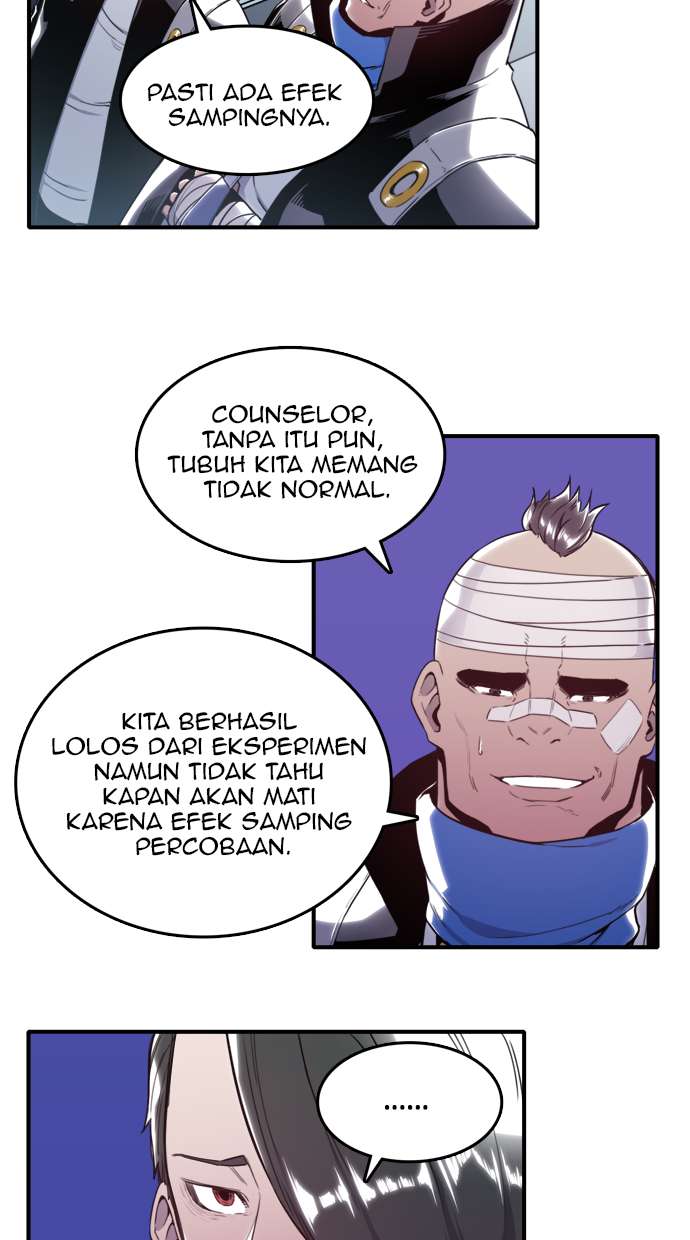 PASTI ADA EFEK
SAMPINGNYA.
COUNSELOR,
TANPA ITU PUN,
TUBUH KITA MEMANG
TIDAK NORMAL.
KITA BERHASIL
LOLOS DARI EKSPERIMEN
NAMUN TIDAK TAHU
KAPAN AKAN MATI
KARENA EFEK SAMPING
PERCOBAAN.
......